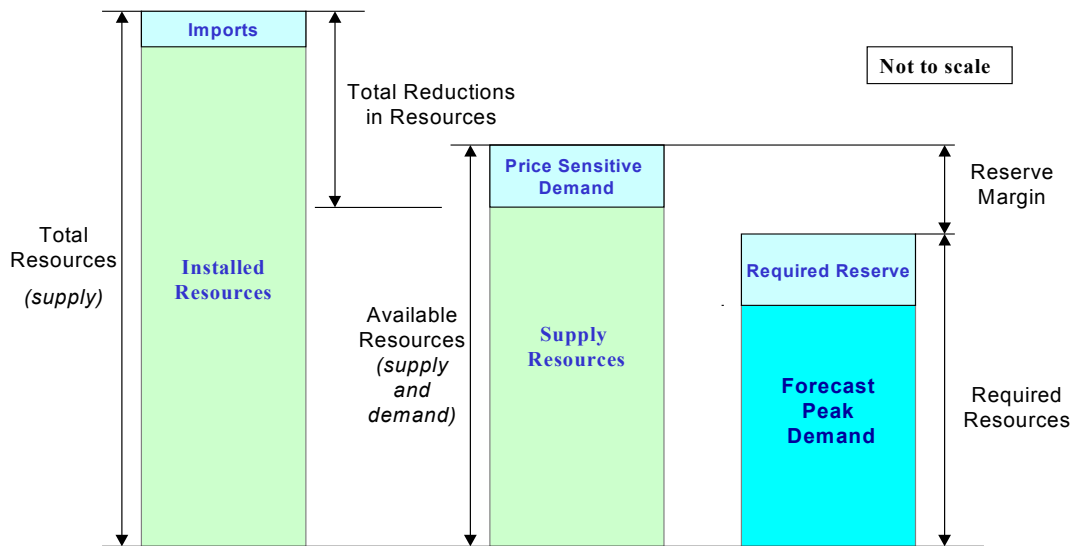 Imports
Not to scale
Total Reductions
in Resources
Price Sensitive
Demand
Reserve
Margin
Total
Resources
(supply)
Installed
Resources
Required Reserve
Available
Resources
(supply
and
demand)
Supply
Resources
Forecast
Peak
Demand
Required
Resources